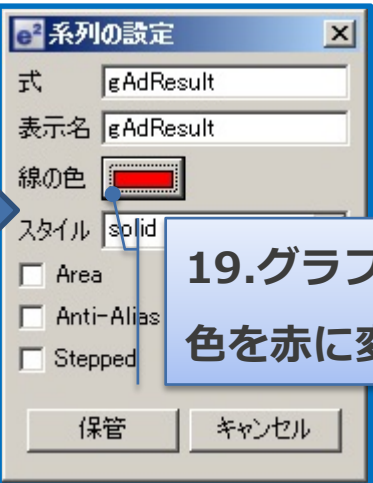 e² 系列の設定
式 gAdResult
表示名 gAdResult
線の色
スタイル solid
Area
Anti-Alias
Stepped
19.グラフ
色を赤に変
保管 キャンセル